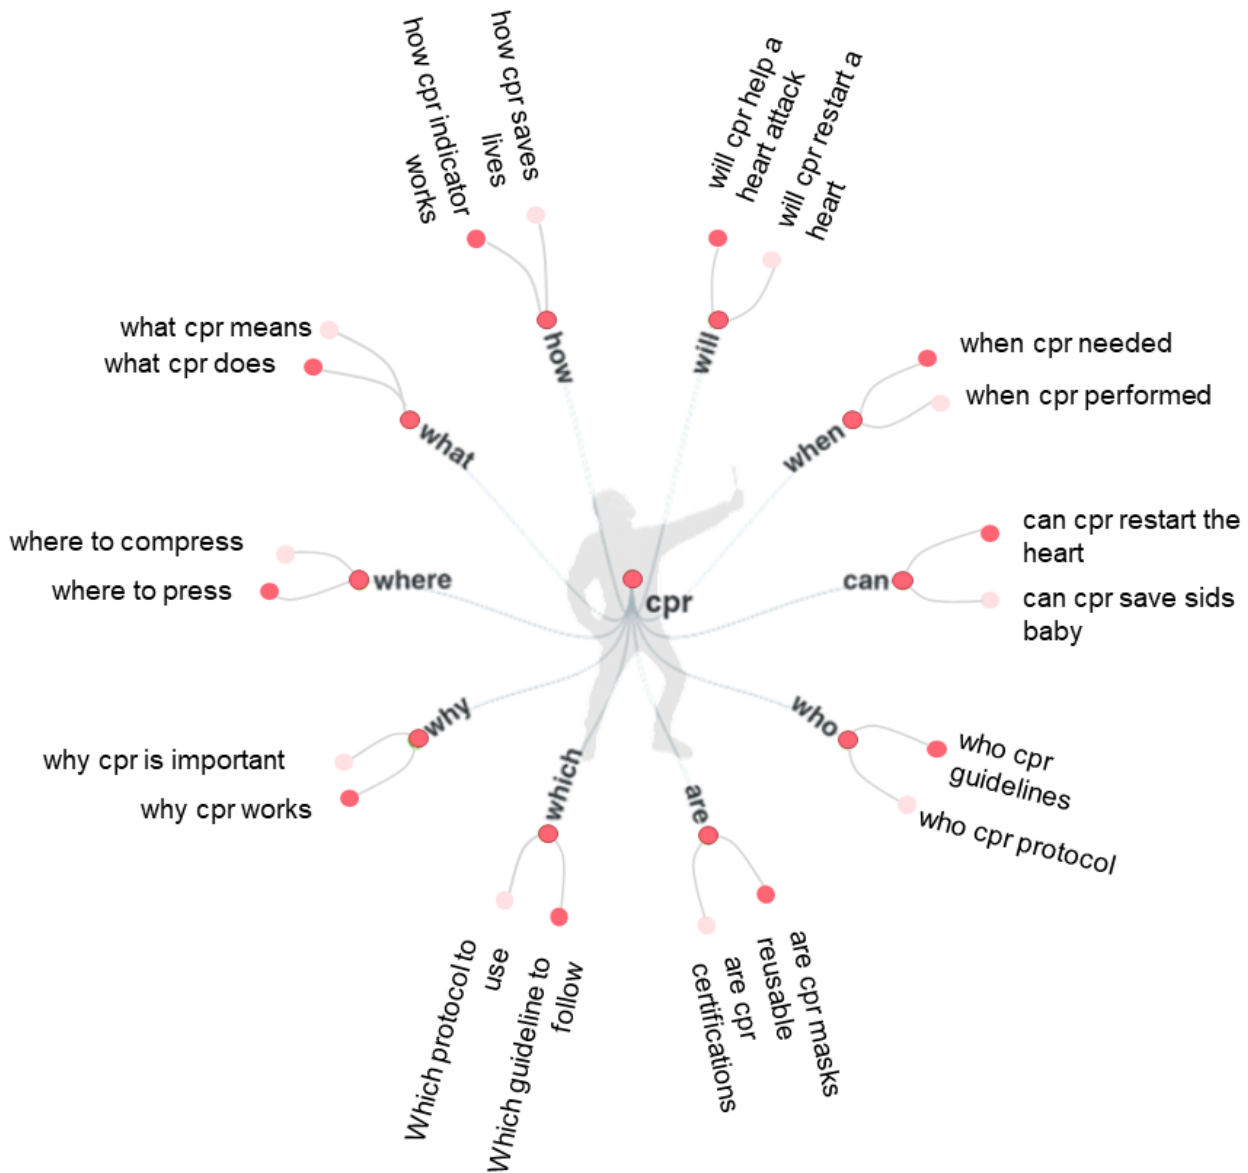 how cpr saves
lives
how cpr indicator
works
will cpr help a
heart attack
will cpr restart a
heart
how
will
what cpr means
what cpr does
what
when cpr needed
when cpr performed
when
where to compress
where to press
where
can cpr restart the
heart
can cpr save sids
baby
can
cpr
why cpr is important
why cpr works
why
who
who cpr
guidelines
who cpr protocol
which
Which protocol to
use
Which guideline to
follow
are
are cpr masks
reusable
are cpr
certifications